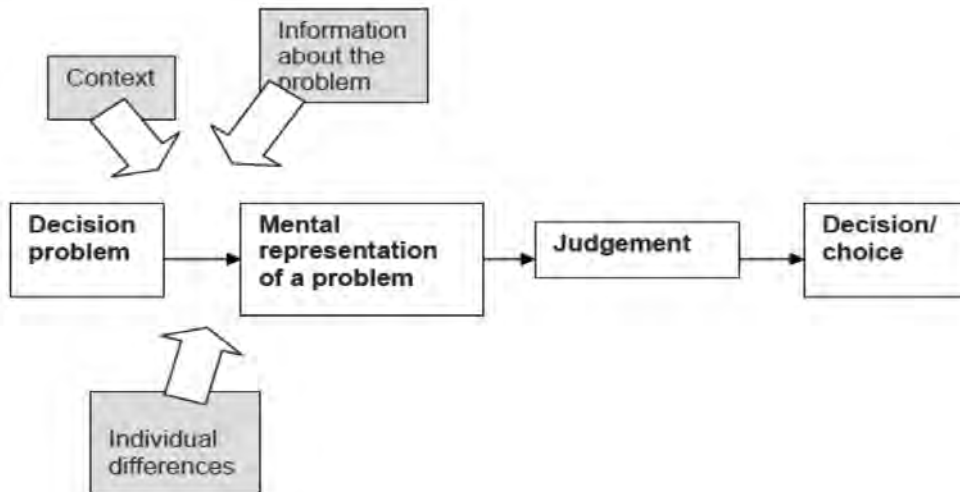 Information
about the
problem
Context
Decision
problem
Mental
representation
of a problem
Judgement
Decision/
choice
Individual
differences